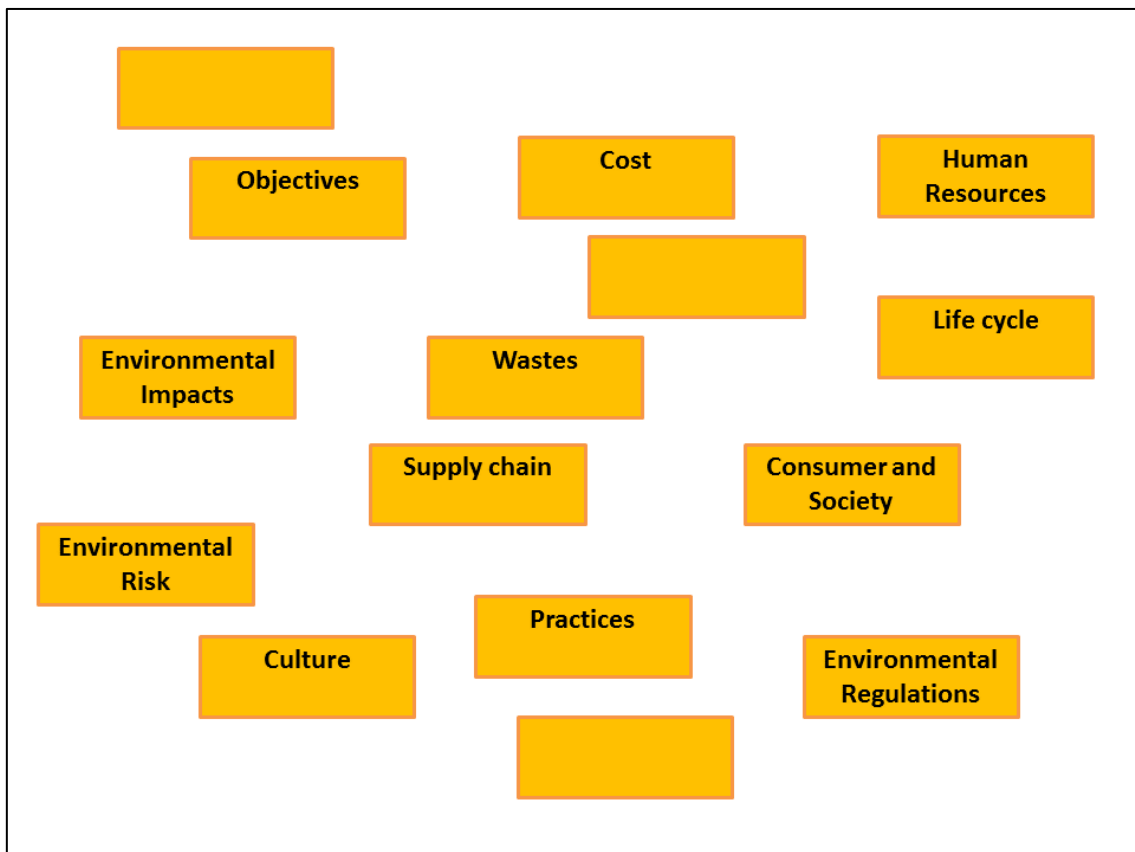 Cost
Human
Resources
Objectives
Life cycle
Environmental
Impacts
Wastes
Supply chain
Consumer and
Society
Environmental
Risk
Practices
Culture
Environmental
Regulations